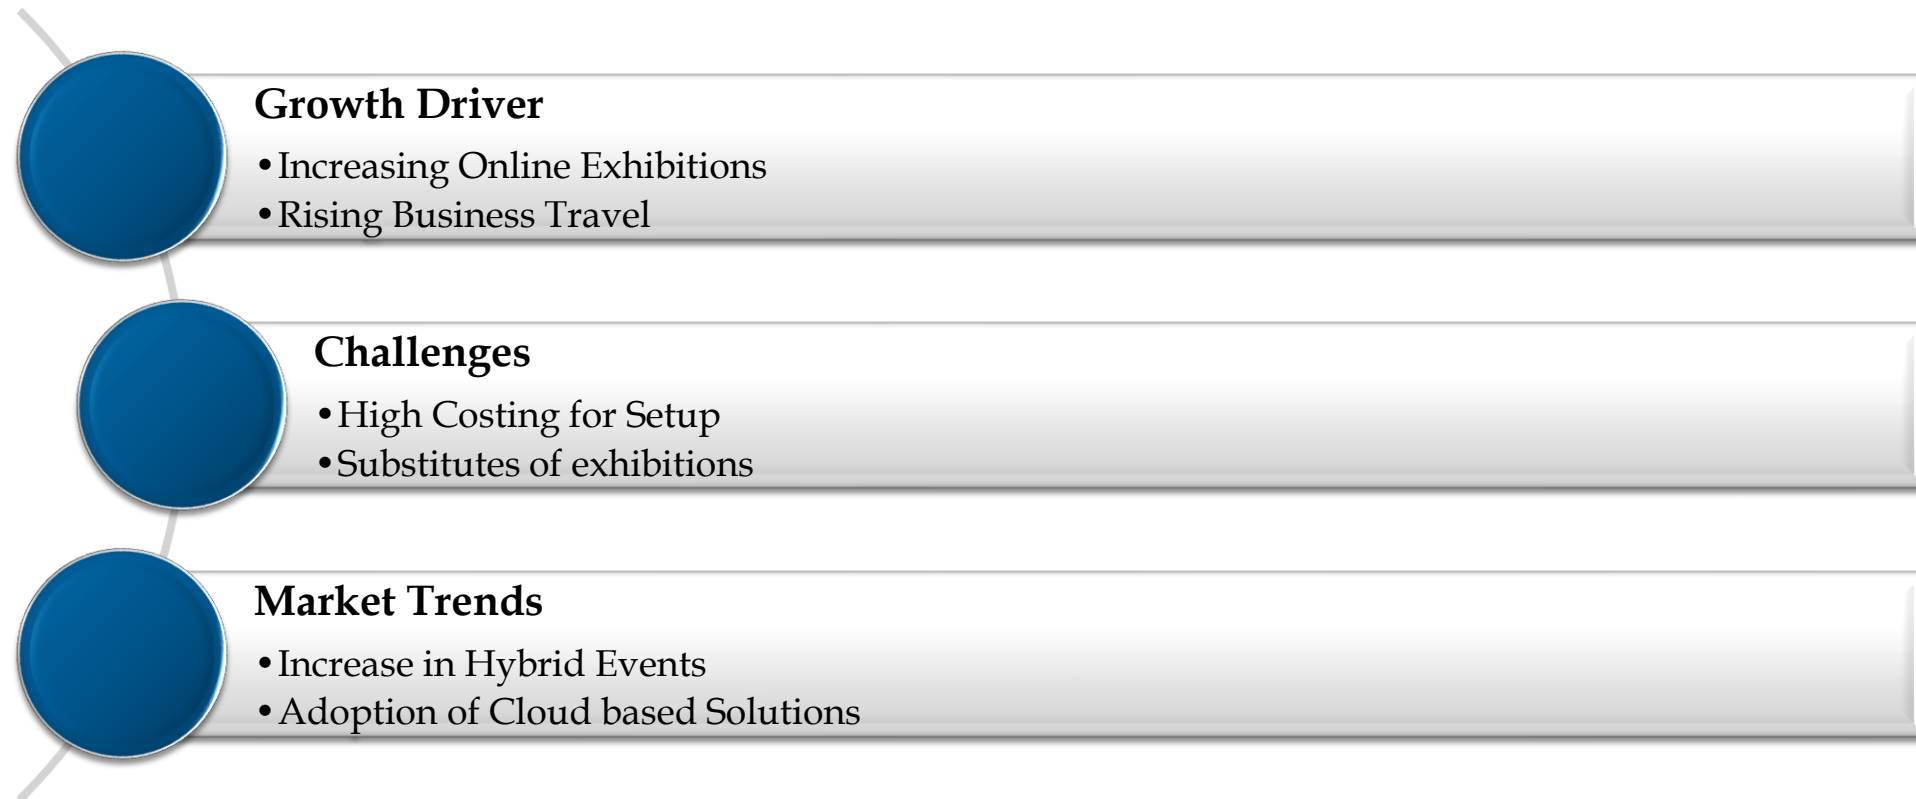 Growth Driver
•Increasing Online Exhibitions
•Rising Business Travel
Challenges
•High Costing for Setup
•Substitutes of exhibitions
Market Trends
•Increase in Hybrid Events
•Adoption of Cloud based Solutions